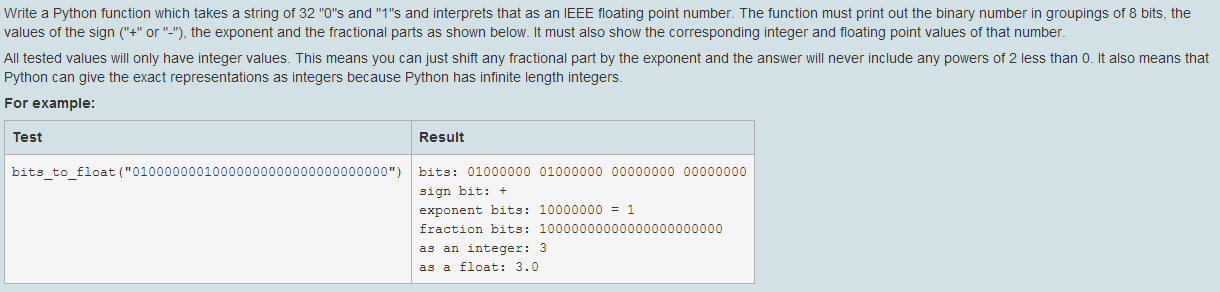 Write a Python function which takes a string of 32 "0"s and "1"s and interprets that as an IEEE floating point number. The function must print out the binary number in groupings of 8 bits, the
values of the sign ("+" or "-"), the exponent and the fractional parts as shown below. It must also show the corresponding integer and floating point values of that number.
All tested values will only have integer values. This means you can just shift any fractional part by the exponent and the answer will never include any powers of 2 less than 0. It also means that
Python can give the exact representations as integers because Python has infinite length integers.
For example:
Test Result
bits_to_float("01000000010000000000000000000000") bits: 01000000 01000000 00000000 00000000
sign bit: +
exponent bits: 10000000 = 1
fraction bits: 10000000000000000000000
as an integer: 3
as a float: 3.0